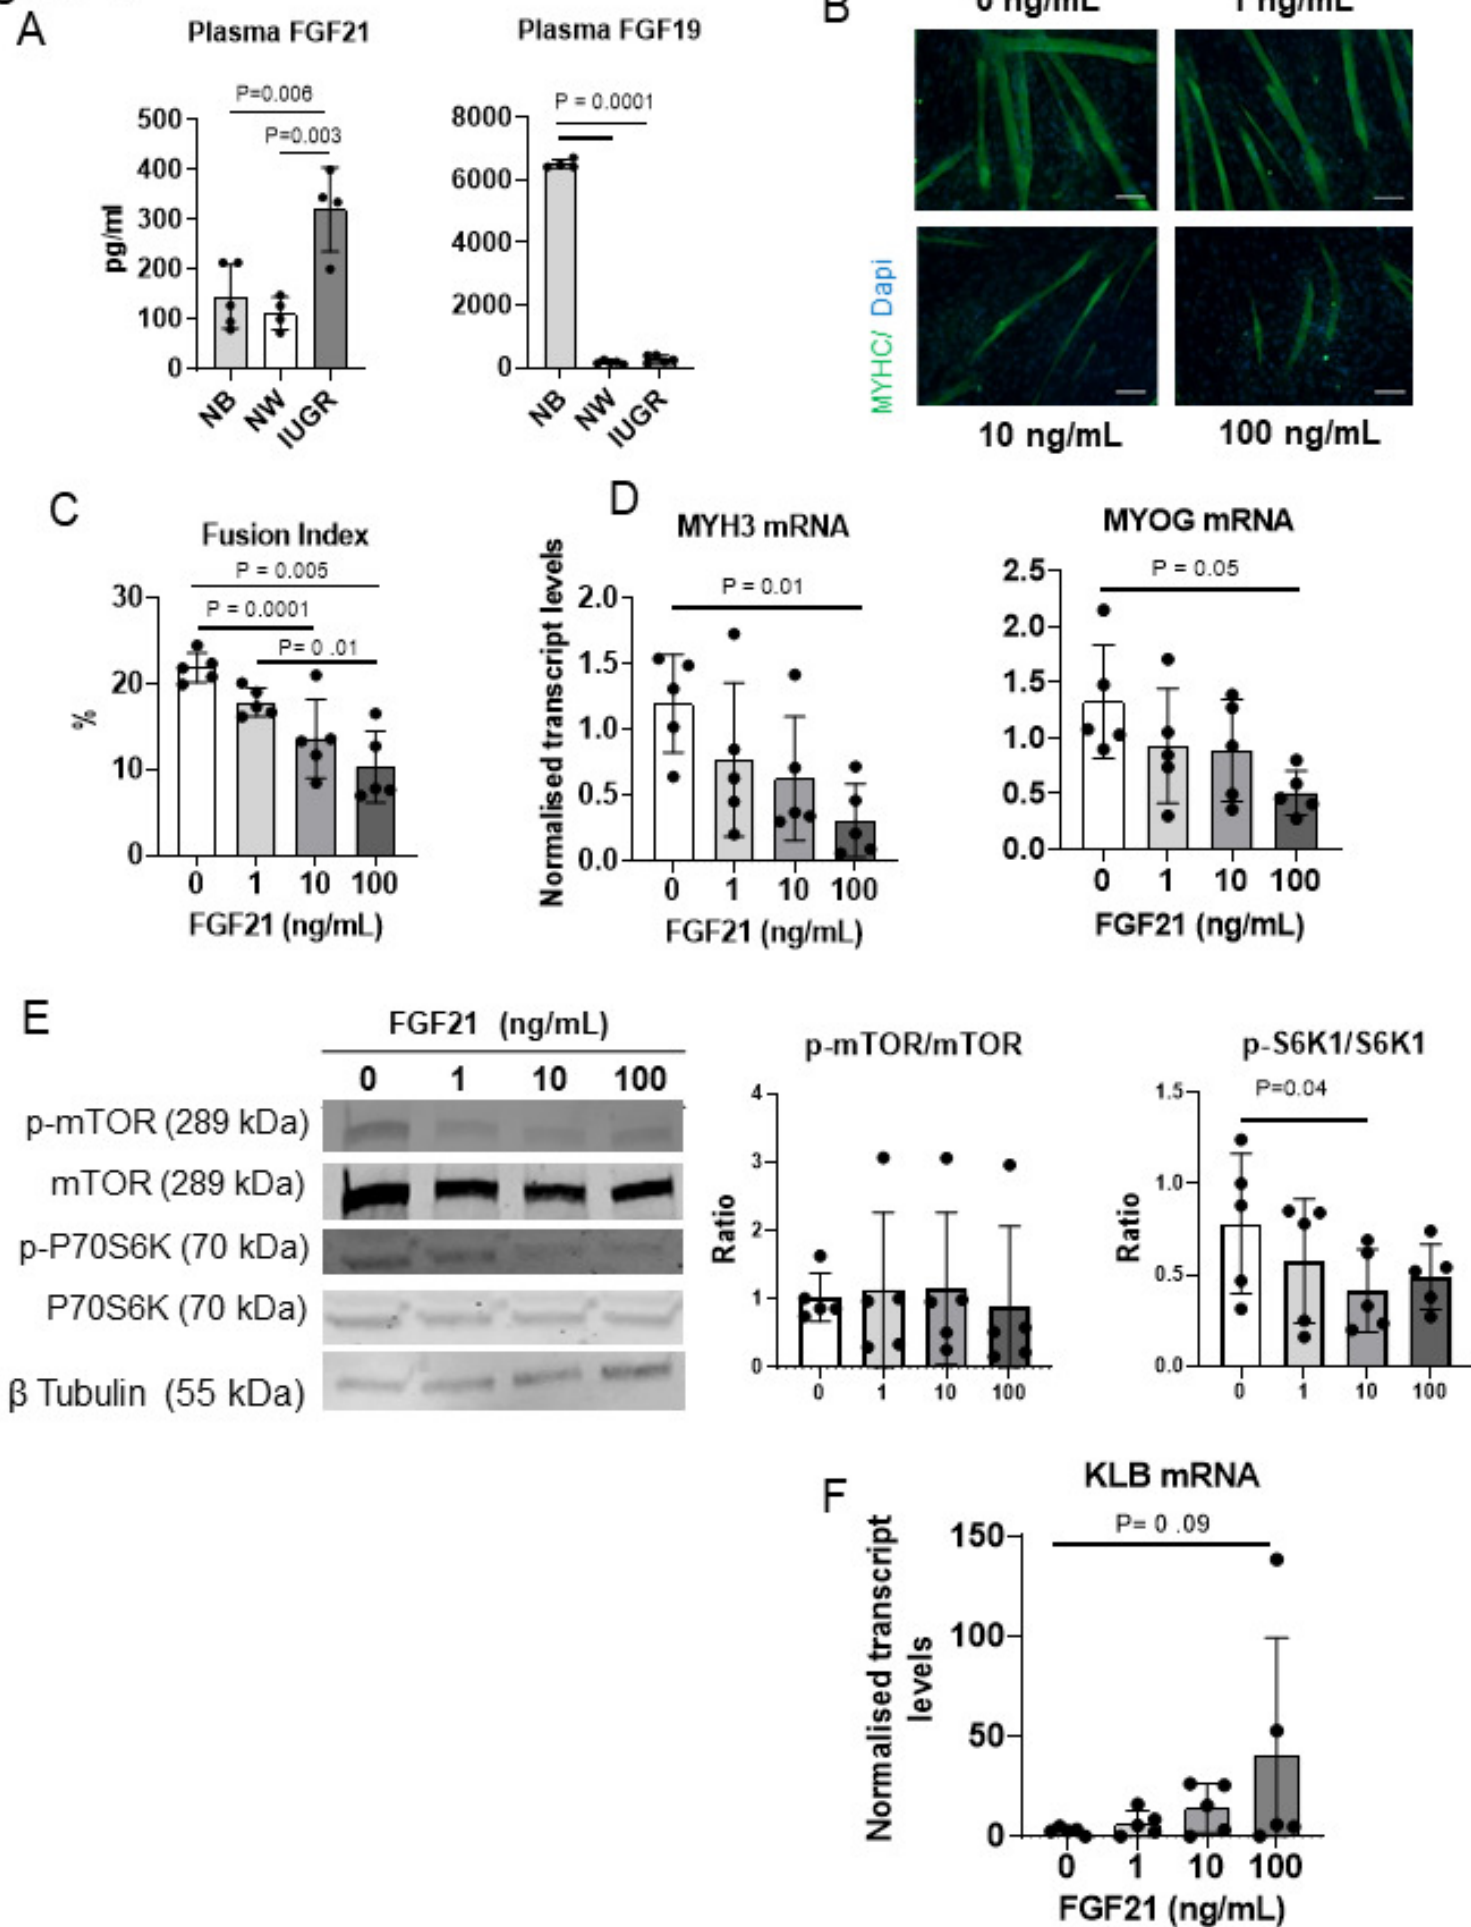 A
Plasma FGF21
P=0.006
P=0.003
500
400
300
200
100
0
pg/ml
NB
NW
IUGR
Plasma FGF19
P = 0.0001
8000
6000
4000
2000
0
NB
NW
IUGR
B
0 ng/mL
1 ng/mL
MYHC/ Dapi
10 ng/mL
100 ng/mL
C
Fusion Index
P = 0.005
P = 0.0001
P= 0 .01
30
20
10
0
%
0
1
10
100
FGF21 (ng/mL)
D
MYH3 mRNA
P = 0.01
Normalised transcript levels
2.0
1.5
1.0
0.5
0.0
0
1
10
100
FGF21 (ng/mL)
MYOG mRNA
P = 0.05
2.5
2.0
1.5
1.0
0.5
0.0
0
1
10
100
FGF21 (ng/mL)
E
FGF21 (ng/mL)
0 1 10 100
p-mTOR (289 kDa)
mTOR (289 kDa)
p-P70S6K (70 kDa)
P70S6K (70 kDa)
β Tubulin (55 kDa)
p-mTOR/mTOR
Ratio
4
3
2
1
0
0
1
10
100
p-S6K1/S6K1
P=0.04
Ratio
1.5
1.0
0.5
0.0
0
1
10
100
F
KLB mRNA
P= 0 .09
Normalised transcript
levels
150
100
50
0
0
1
10
100
FGF21 (ng/mL)